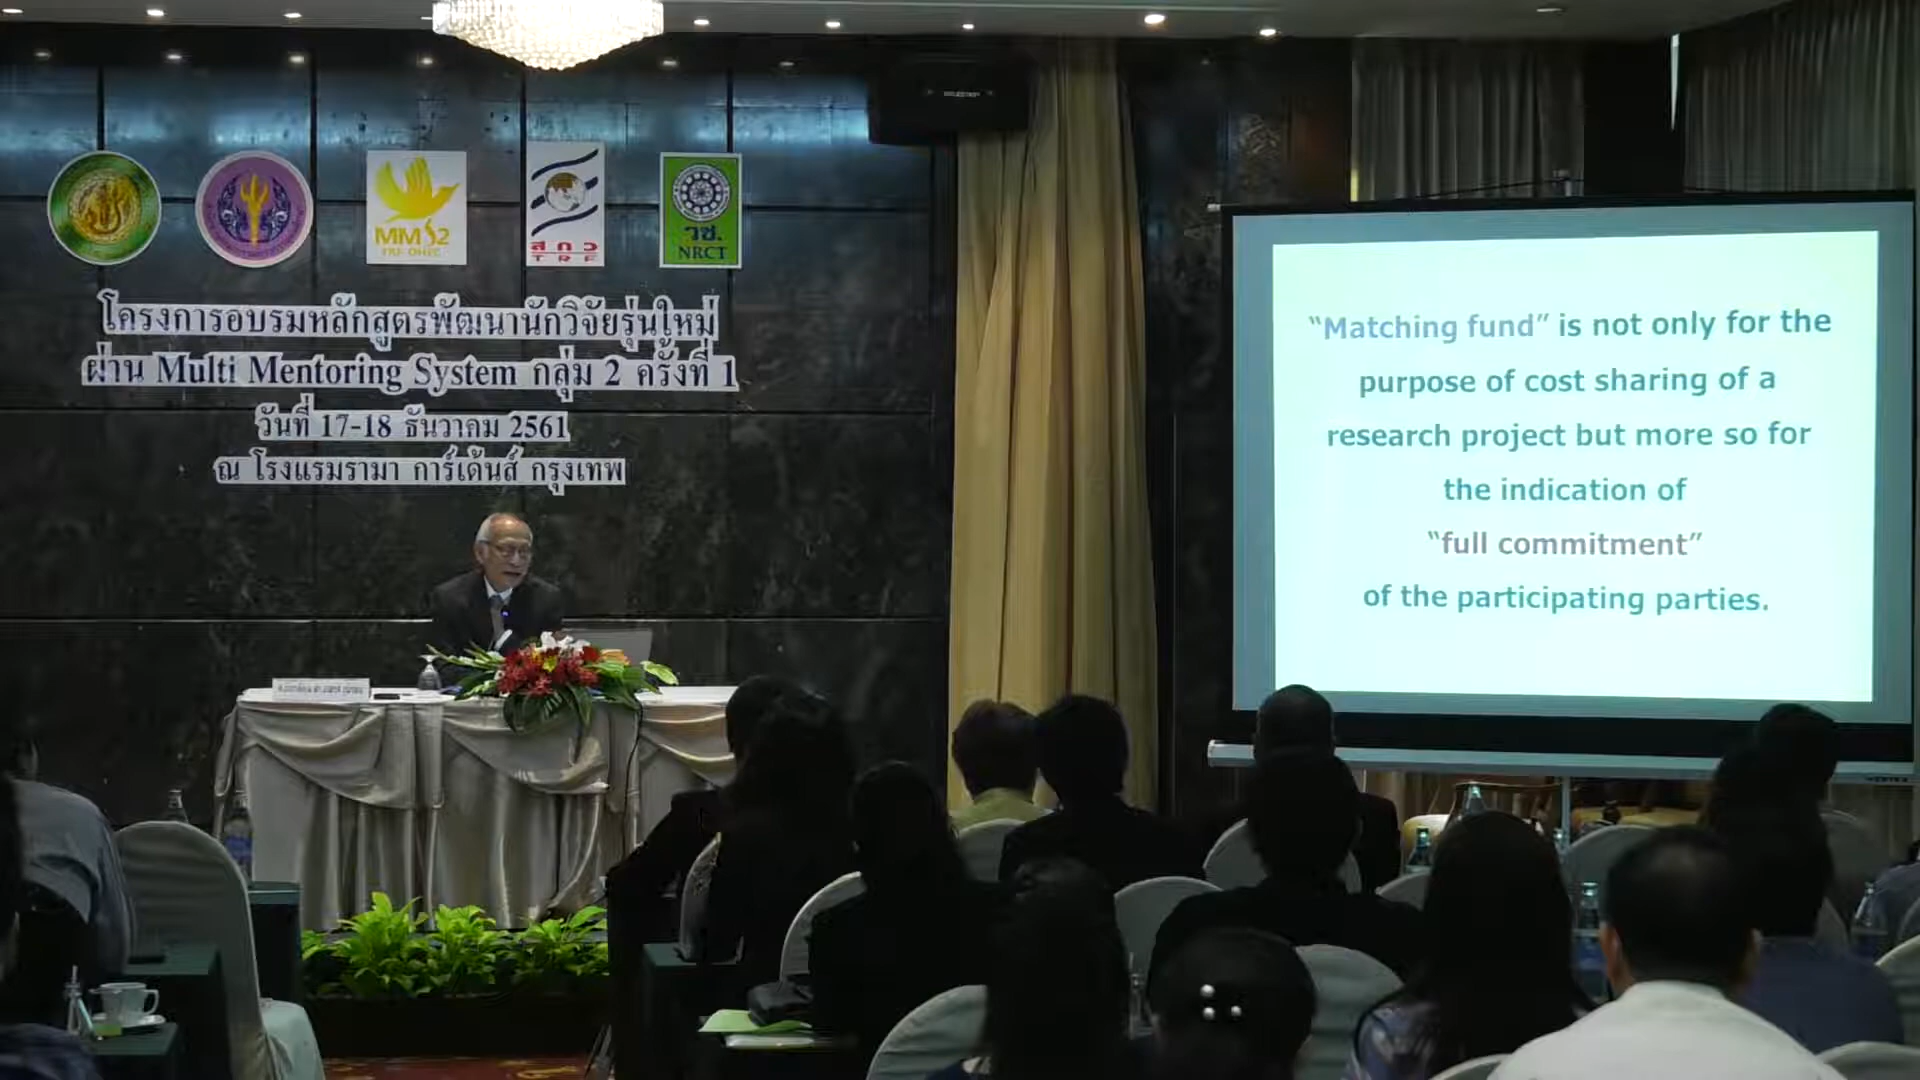 MMS2
TRF-OHEC
สกว
TRF
วช.
NRCT
โครงการอบรมหลักสูตรพัฒนานักวิจัยรุ่นใหม่
ผ่าน Multi Mentoring System กลุ่ม 2 ครั้งที่ 1
วันที่ 17-18 ธันวาคม 2561
ณ โรงแรมรามา การ์เด้นส์ กรุงเทพ
“Matching fund” is not only for the
purpose of cost sharing of a
research project but more so for
the indication of
“full commitment”
of the participating parties.